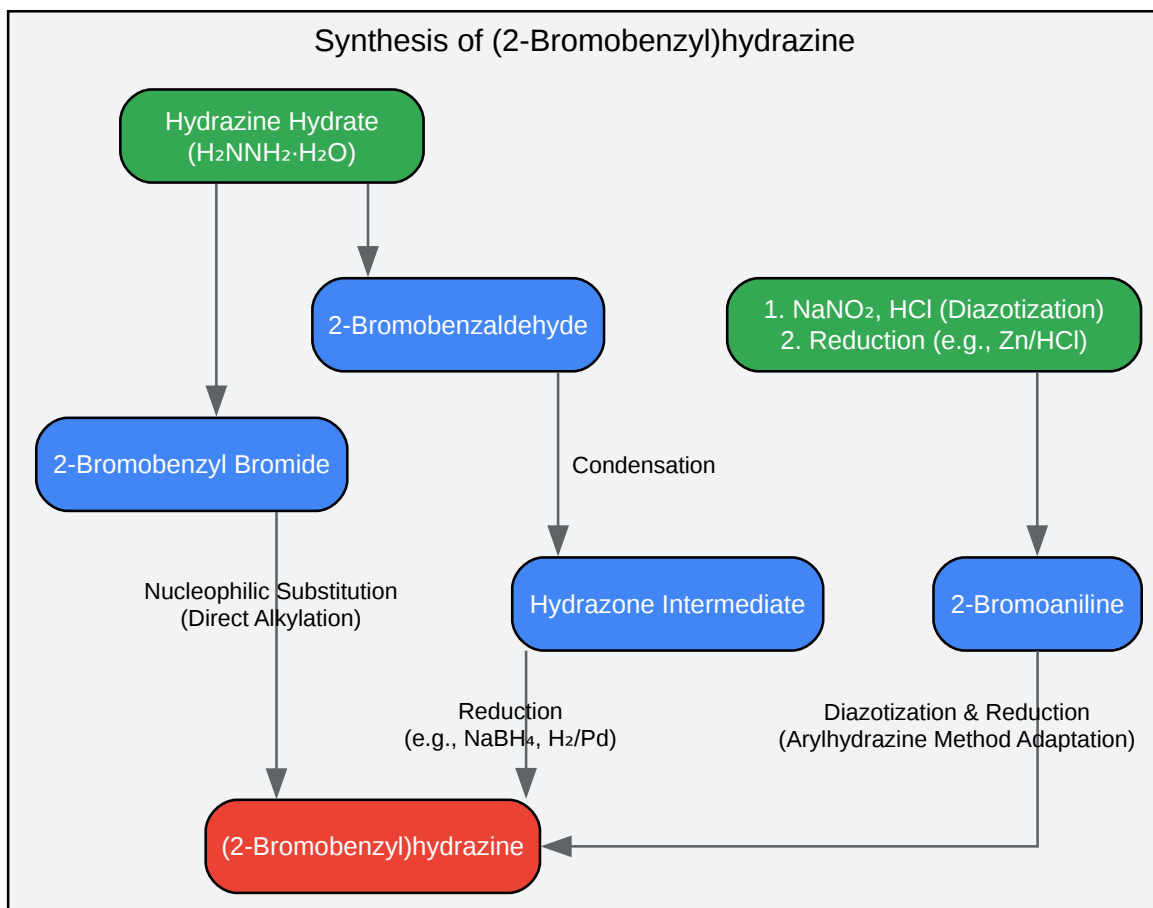 Synthesis of (2-Bromobenzyl)hydrazine
Hydrazine Hydrate
(H₂NNH₂·H₂O)
2-Bromobenzaldehyde
1. NaNO₂, HCl (Diazotization)
2. Reduction (e.g., Zn/HCl)
2-Bromobenzyl Bromide
Condensation
Nucleophilic Substitution
(Direct Alkylation)
Hydrazone Intermediate
2-Bromoaniline
Reduction
(e.g., NaBH₄, H₂/Pd)
Diazotization & Reduction
(Arylhydrazine Method Adaptation)
(2-Bromobenzyl)hydrazine